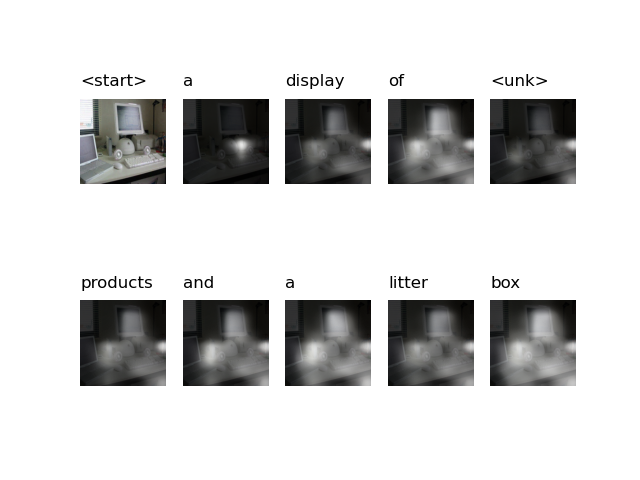 <start> a display of <unk>
products and a litter box